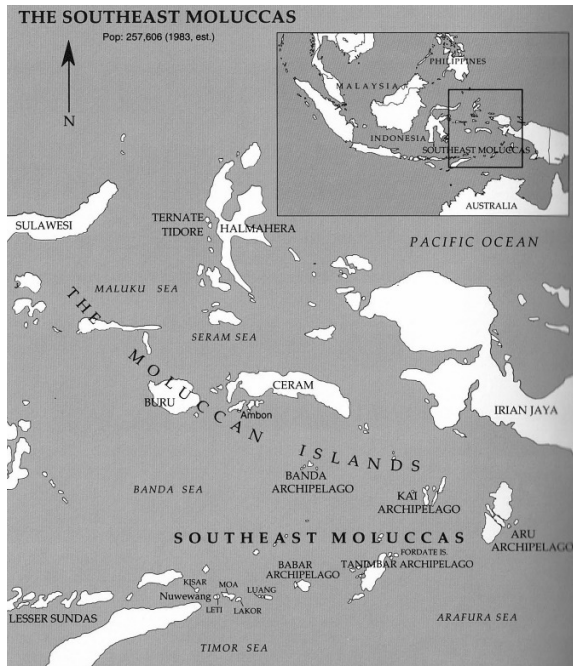 THE SOUTHEAST MOLUCCAS
Pop: 257,606 (1983, est.)
N
PHILIPPINES
MALAYSIA
INDONESIA
SOUTHEAST MOLUCCAS
AUSTRALIA
TERNATE
TIDORE
HALMAHERA
SULAWESI
PACIFIC OCEAN
MALUKU SEA
THE MOLUCCAN ISLANDS
SERAM SEA
CERAM
BURU
Ambon
IRIAN JAYA
BANDA
ARCHIPELAGO
BANDA SEA
KAI
ARCHIPELAGO
SOUTHEAST MOLUCCAS
ARU
ARCHIPELAGO
FORDATE IS.
TANIMBAR ARCHIPELAGO
BABAR
ARCHIPELAGO
KISAR
MOA
LUANG
Nuwewang
LETI
LAKOR
LESSER SUNDAS
ARAFURA SEA
TIMOR SEA